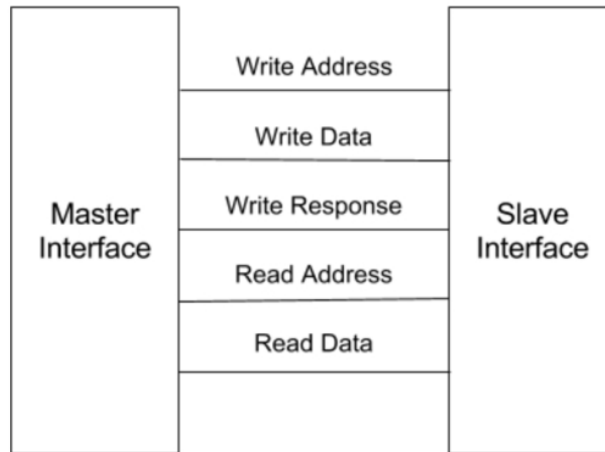 Write Address
Write Data
Write Response
Read Address
Read Data
Master
Interface
Slave
Interface